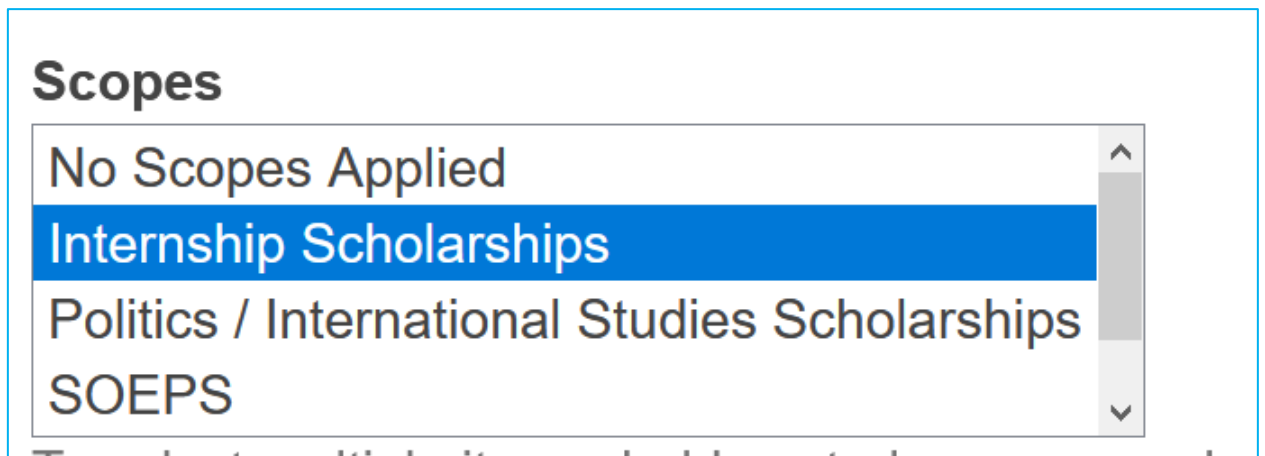 Scopes
No Scopes Applied
Internship Scholarships
Politics / International Studies Scholarships
SOEPS